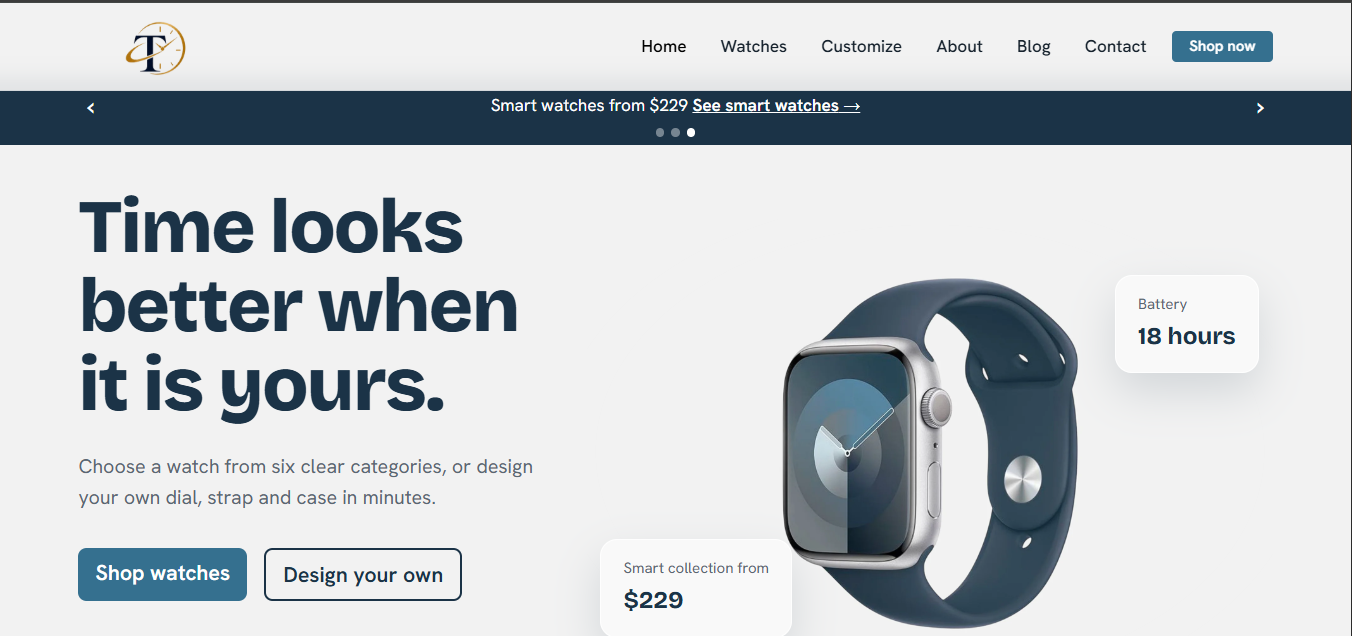 T
Home Watches Customize About Blog Contact Shop now
‹ Smart watches from $229 See smart watches → ›
Time looks
better when
it is yours.
Choose a watch from six clear categories, or design
your own dial, strap and case in minutes.
Shop watches Design your own
Battery
18 hours
Smart collection from
$229